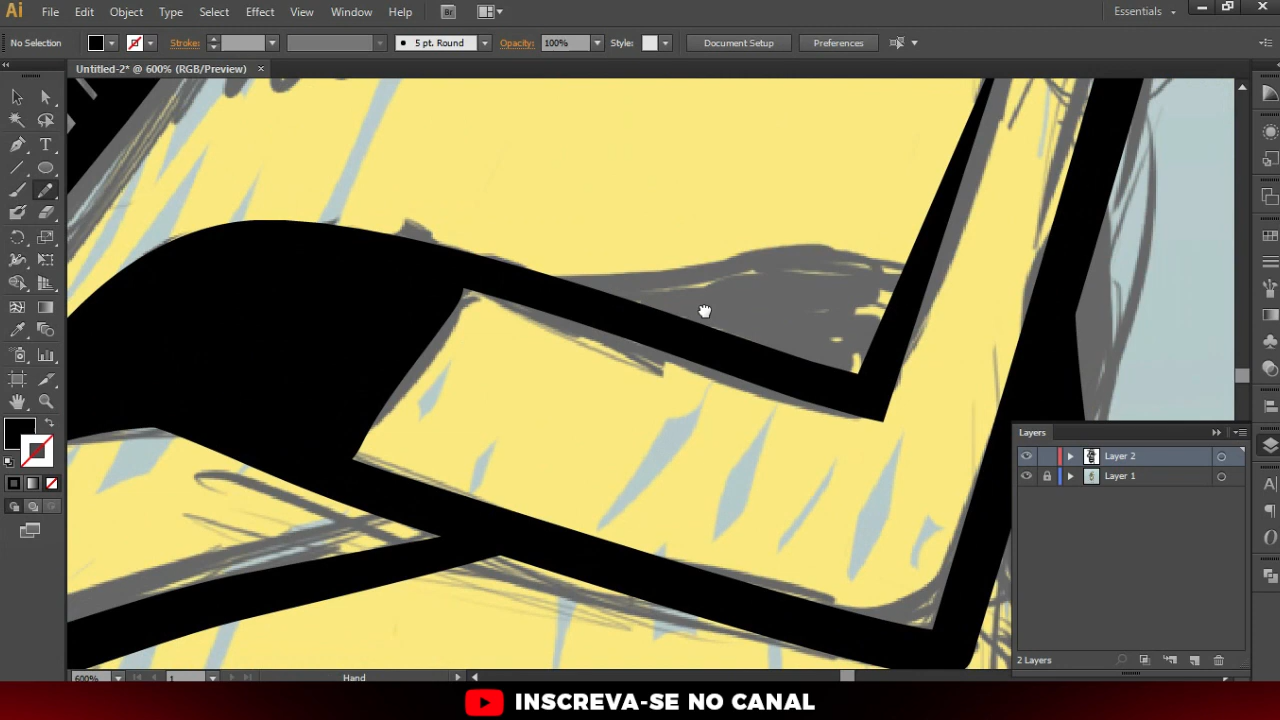 Ai File Edit Object Type Select Effect View Window Help Br Essentials
No Selection Stroke: 5 pt. Round Opacity: 100% Style: Document Setup Preferences
Untitled-2* @ 600% (RGB/Preview)
Layers
Layer 2
Layer 1
2 Layers
600% 1 Hand
INSCREVA-SE NO CANAL